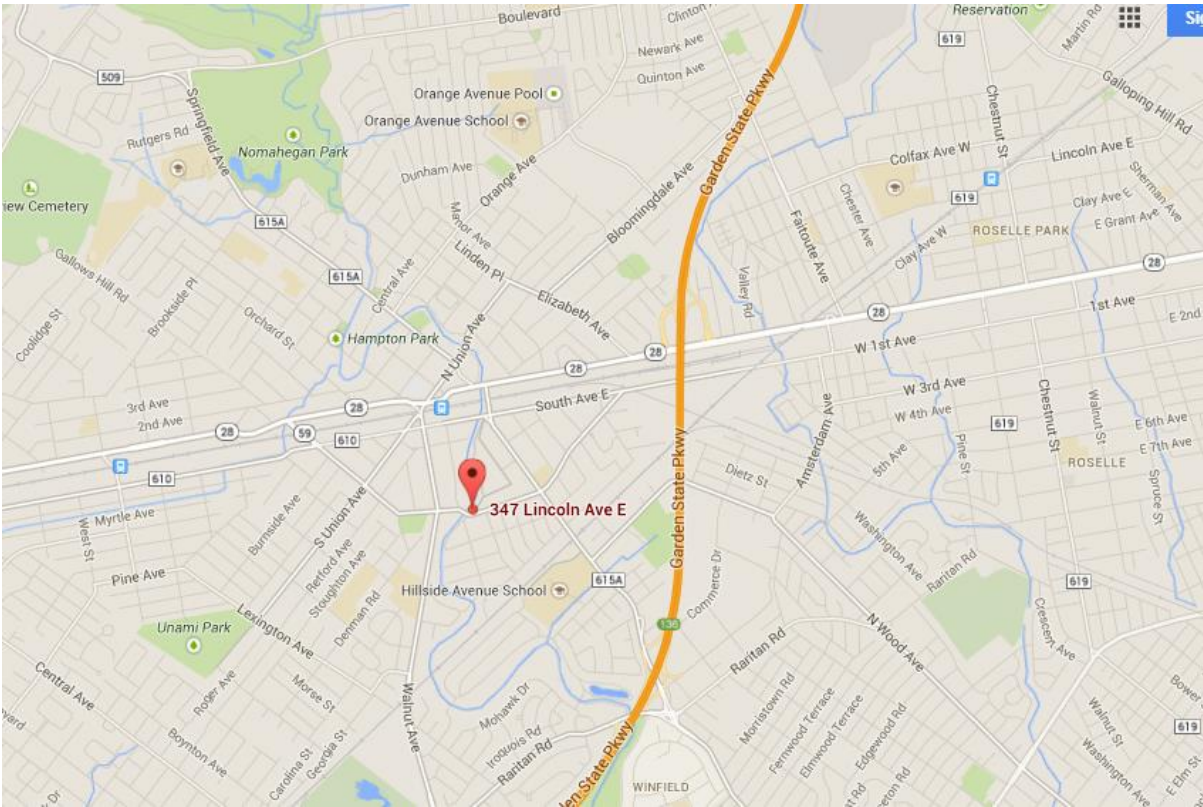 Boulevard
Clinton
Reservation
Martin Rd
619
Newark Ave
Quinton Ave
509
Orange Avenue Pool
Orange Avenue School
Galloping Hill Rd
Chestnut St
Springfield Ave
Rutgers Rd
Nomahegan Park
Garden State Pkwy
Colfax Ave W
Lincoln Ave E
Dunham Ave
Orange Ave
Bloomingdale Ave
Sherman Ave
Chester Ave
619
Clay Ave E
E Grant Ave
Cemetery
615A
Manor Ave
Faitoute Ave
ROSELLE PARK
Clay Ave W
Gallows Hill Rd
Linden Pl
28
615A
Central Ave
Brookside Pl
Valley Rd
Elizabeth Ave
1st Ave
E 2nd
Coolidge St
Orchard St
28
Hampton Park
N Union Ave
28
W 1st Ave
28
W 3rd Ave
South Ave E
3rd Ave
28
2nd Ave
28
59
610
W 4th Ave
619
Chestnut St
Walnut St
E 6th Ave
E 7th Ave
Amsterdam Ave
5th Ave
Pine St
ROSELLE
610
Garden State Pkwy
Dietz St
Spruce St
347 Lincoln Ave E
Myrtle Ave
West St
Burnside Ave
S Union Ave
Washington Ave
Retford Ave
Stoughton Ave
Pine Ave
Hillside Avenue School
615A
Commerce Dr
Raritan Rd
619
Denman Rd
Lexington Ave
Unami Park
136
Raritan Rd
N Wood Ave
Crescent Ave
Central Ave
Roger Ave
Morse St
Walnut Ave
Mohawk Dr
Iroquois Rd
Raritan Rd
Morristown Rd
Fernwood Terrace
Elmwood Terrace
Edgewood Rd
Walnut St
619
Boynton Ave
Carolina St
Georgia St
State Pkwy
WINFIELD
Washington Ave
E Elm St